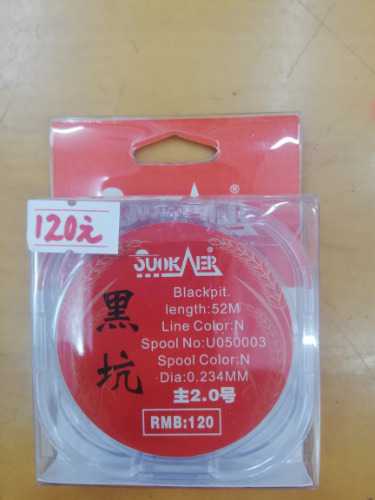 ®
120元
SUOKAER
Blackpit.
length:52M
Line Color:N
Spool No:U050003
Spool Color:N
Dia:0.234MM
主2.0号
RMB:120
黑坑